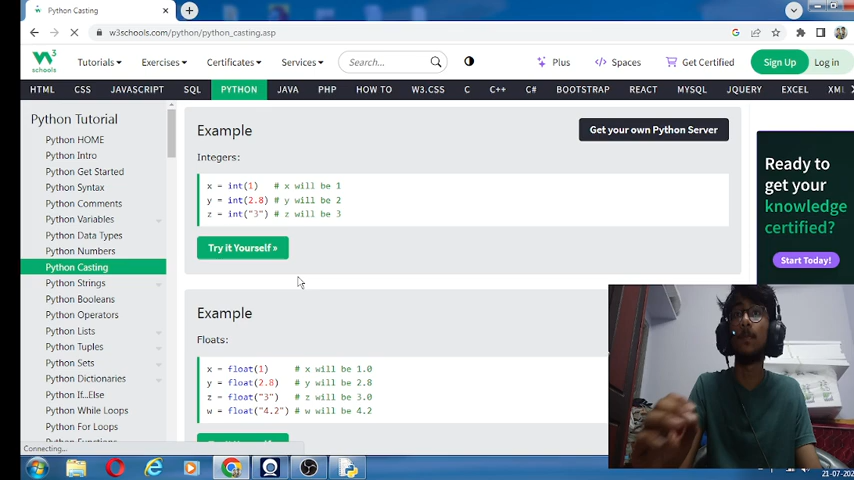 Python Casting
w3schools.com/python/python_casting.asp
w3 schools
Tutorials
Exercises
Certificates
Services
Search...
Plus
Spaces
Get Certified
Sign Up
Log in
HTML CSS JAVASCRIPT SQL PYTHON JAVA PHP HOW TO W3.CSS C C++ C# BOOTSTRAP REACT MYSQL JQUERY EXCEL XML
Python Tutorial
Python HOME
Python Intro
Python Get Started
Python Syntax
Python Comments
Python Variables
Python Data Types
Python Numbers
Python Casting
Python Strings
Python Booleans
Python Operators
Python Lists
Python Tuples
Python Sets
Python Dictionaries
Python If...Else
Python While Loops
Python For Loops
Python Functions
Connecting...
Example
Get your own Python Server
Integers:
x = int(1) # x will be 1
y = int(2.8) # y will be 2
z = int("3") # z will be 3
Try it Yourself »
Example
Floats:
x = float(1) # x will be 1.0
y = float(2.8) # y will be 2.8
z = float("3") # z will be 3.0
w = float("4.2") # w will be 4.2
Ready to
get your
knowledge
certified?
Start Today!